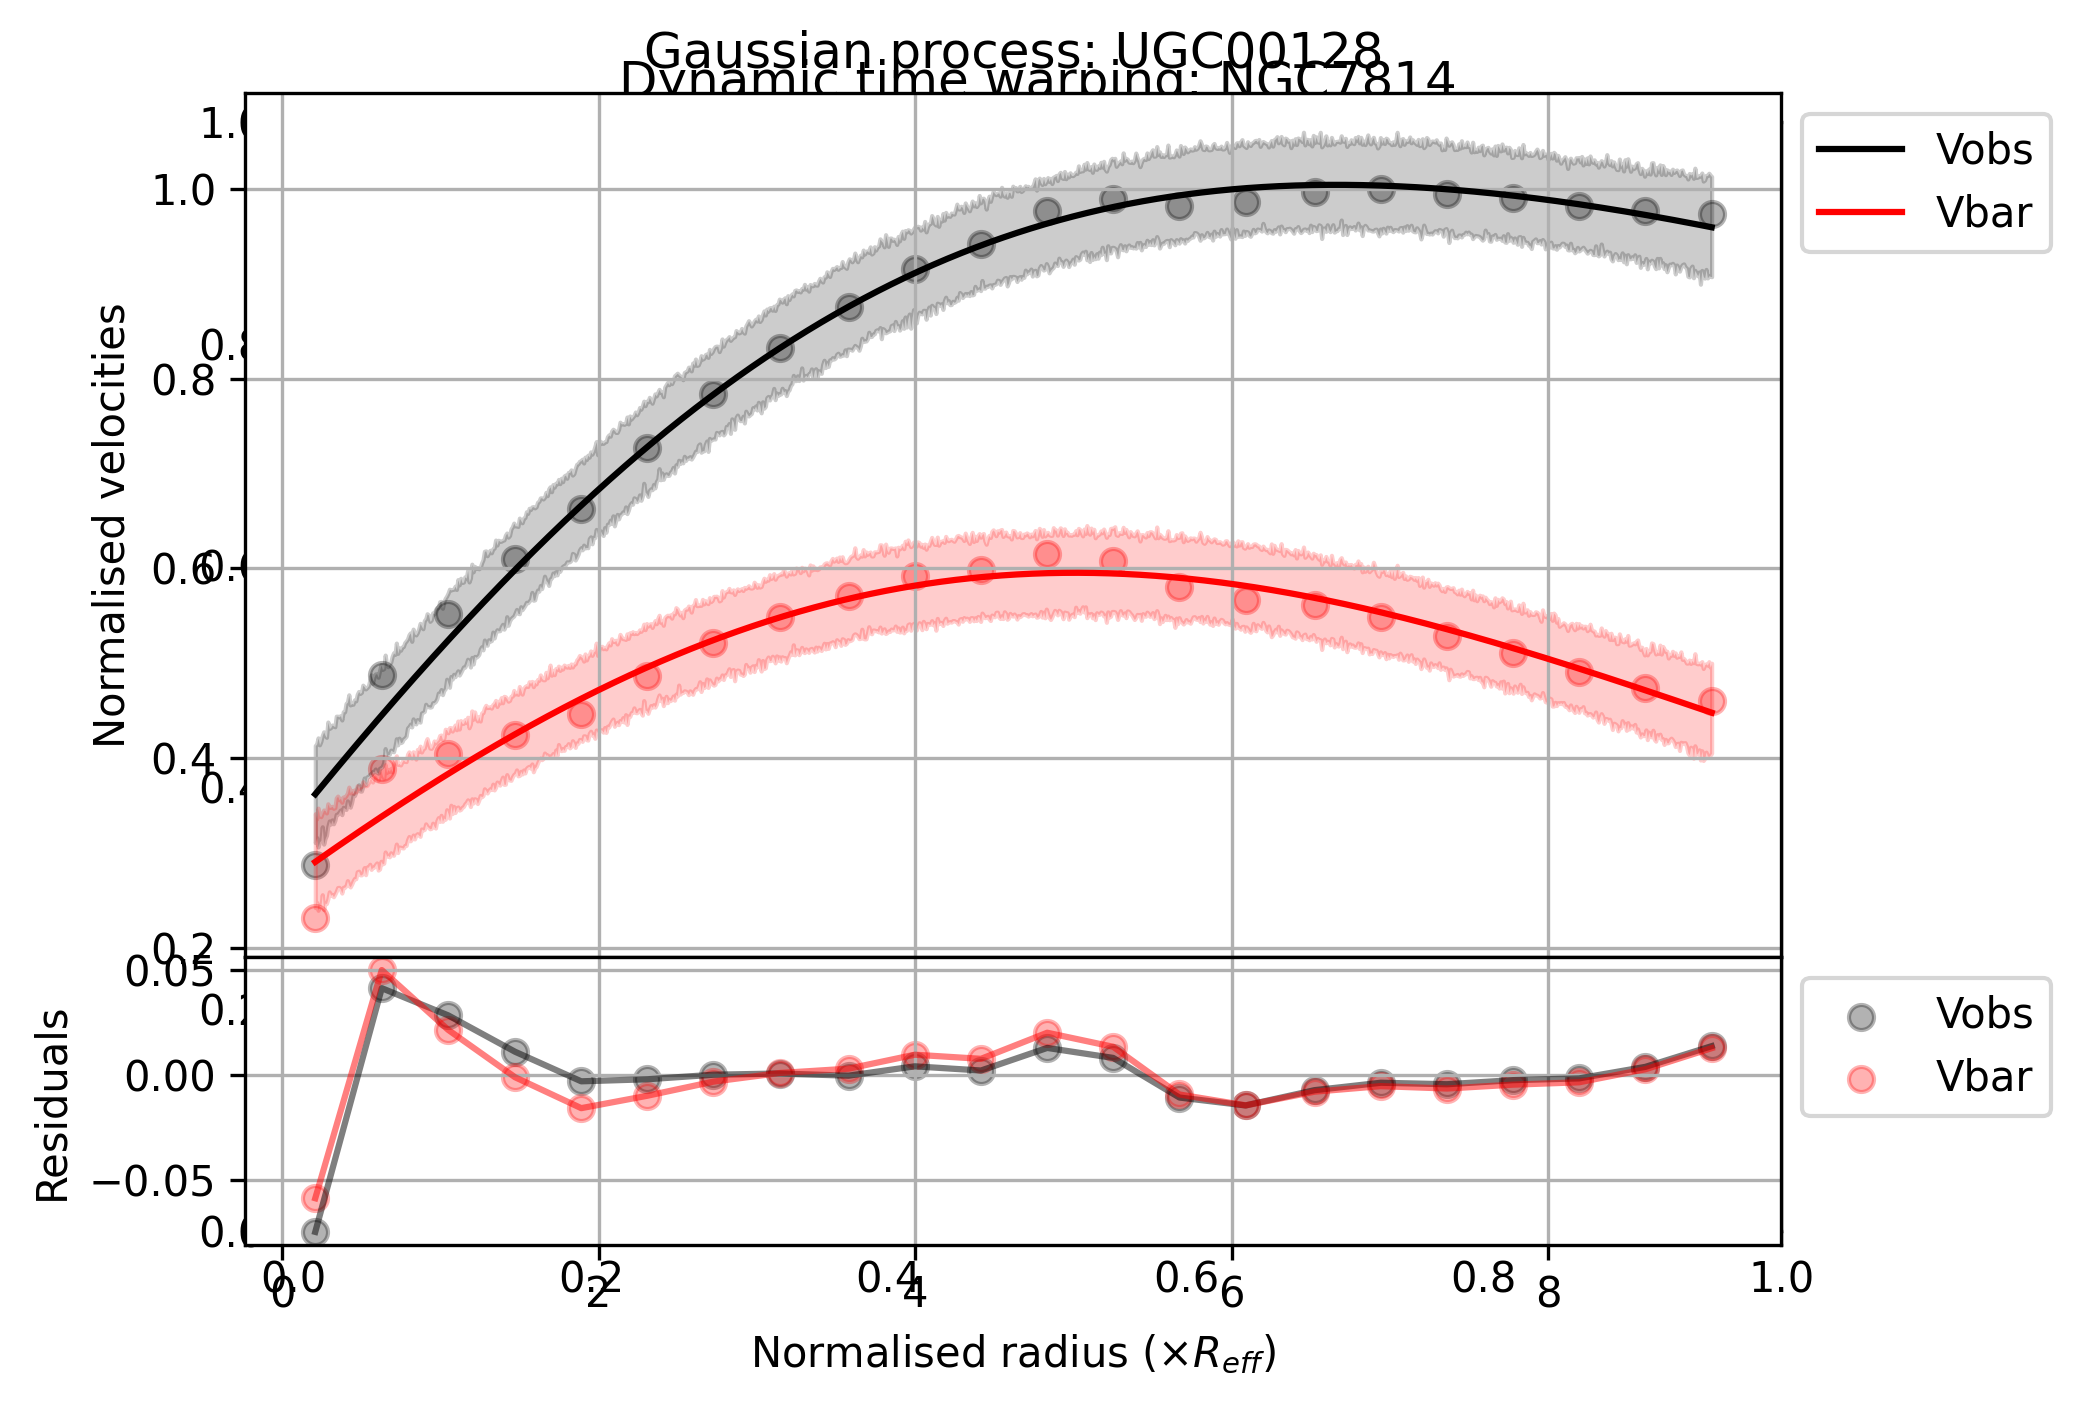 Gaussian process: UGC00128
Dynamic time warping: NGC7814
Normalised velocities
1.0
0.8
0.6
0.4
0.2
Vobs
Vbar
Residuals
0.05
0.00
−0.05
Vobs
Vbar
0.0 0.2 0.4 0.6 0.8 1.0
0 2 4 6 8
Normalised radius (×R_eff)